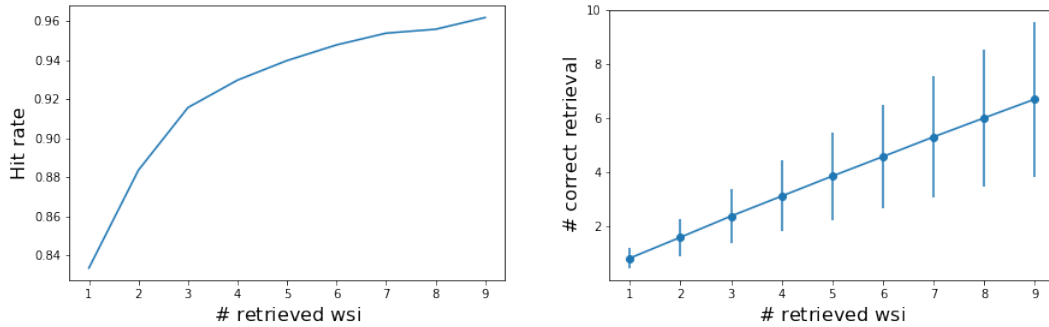 Hit rate
0.96
0.94
0.92
0.90
0.88
0.86
0.84
1 2 3 4 5 6 7 8 9
# retrieved wsi
# correct retrieval
10
8
6
4
2
1 2 3 4 5 6 7 8 9
# retrieved wsi